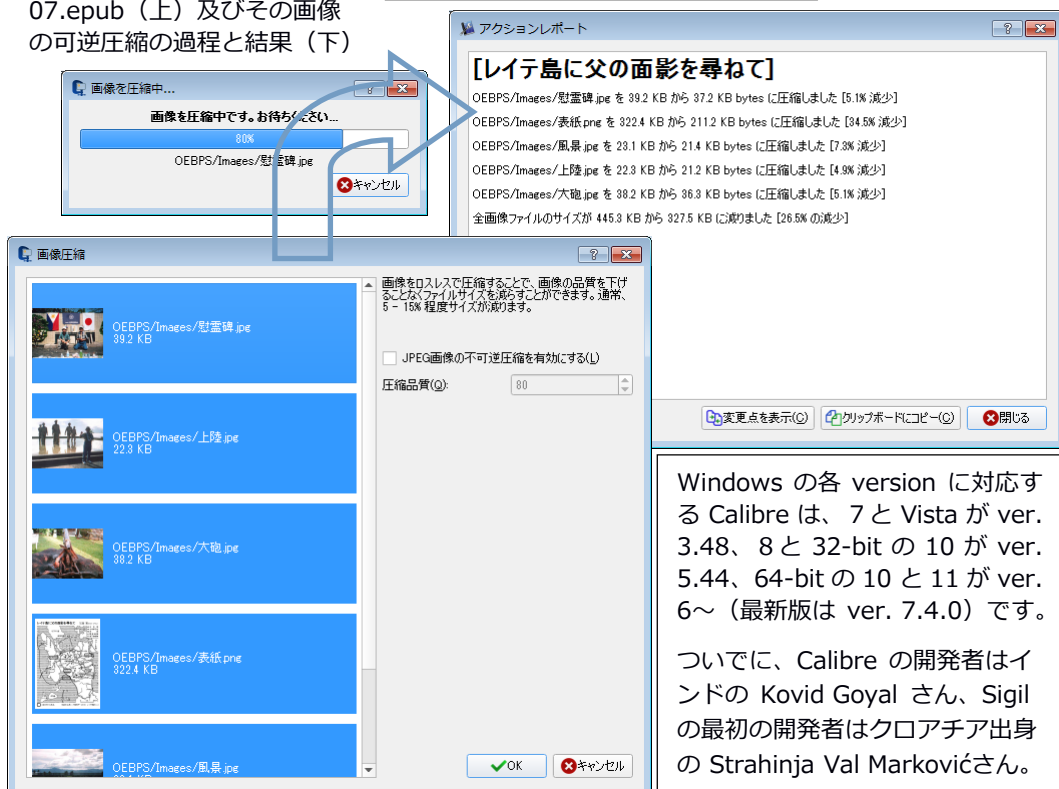 07.epub（上）及びその画像
の可逆圧縮の過程と結果（下）
画像を圧縮中...
画像を圧縮中です。お待ちください...
80%
OEBPS/Images/慰霊碑.jpg
キャンセル
アクションレポート
[レイテ島に父の面影を尋ねて]
OEBPS/Images/慰霊碑.jpg を 39.2 KB から 37.2 KB bytes に圧縮しました [5.1% 減少]
OEBPS/Images/表紙.png を 322.4 KB から 211.2 KB bytes に圧縮しました [34.5% 減少]
OEBPS/Images/風景.jpg を 23.1 KB から 21.4 KB bytes に圧縮しました [7.3% 減少]
OEBPS/Images/上陸.jpg を 22.3 KB から 21.2 KB bytes に圧縮しました [4.9% 減少]
OEBPS/Images/大砲.jpg を 38.2 KB から 36.3 KB bytes に圧縮しました [5.1% 減少]
全画像ファイルのサイズが 445.3 KB から 327.5 KB に減りました [26.5% の減少]
変更点を表示(C) クリップボードにコピー(C) 閉じる
画像圧縮
OEBPS/Images/慰霊碑.jpg
39.2 KB
OEBPS/Images/上陸.jpg
22.3 KB
OEBPS/Images/大砲.jpg
38.2 KB
OEBPS/Images/表紙.png
322.4 KB
OEBPS/Images/風景.jpg
画像をロスレスで圧縮することで、画像の品質を下げ
ることなくファイルサイズを減らすことができます。通常、
5 - 15% 程度サイズが減ります。
JPEG画像の不可逆圧縮を有効にする(L)
圧縮品質(Q): 80
OK キャンセル
Windows の各 version に対応す
る Calibre は、７と Vista が ver.
3.48、８と 32-bit の 10 が ver.
5.44、64-bit の 10 と 11 が ver.
6～（最新版は ver. 7.4.0）です。
ついでに、Calibre の開発者はイ
ンドの Kovid Goyal さん、Sigil
の最初の開発者はクロアチア出身
の Strahinja Val Markovićさん。